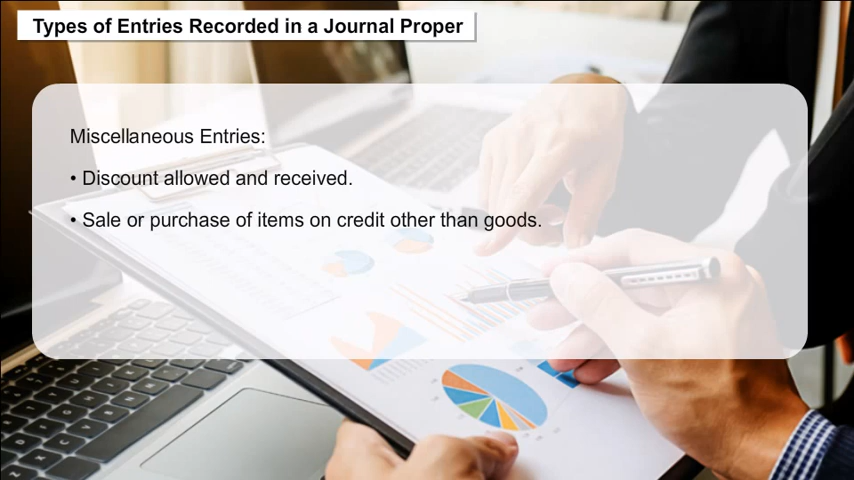 Types of Entries Recorded in a Journal Proper
Miscellaneous Entries:
• Discount allowed and received.
• Sale or purchase of items on credit other than goods.